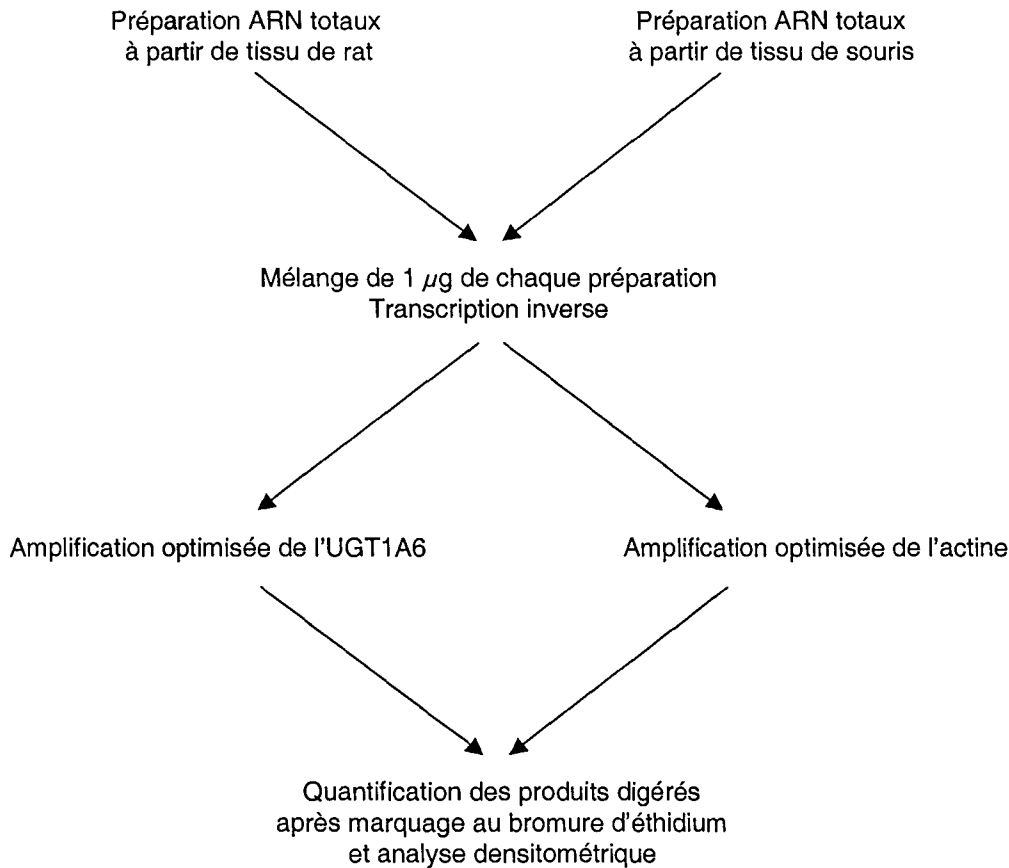 Préparation ARN totaux
à partir de tissu de rat
Préparation ARN totaux
à partir de tissu de souris
Mélange de 1 µg de chaque préparation
Transcription inverse
Amplification optimisée de l'UGT1A6
Amplification optimisée de l'actine
Quantification des produits digérés
après marquage au bromure d'éthidium
et analyse densitométrique